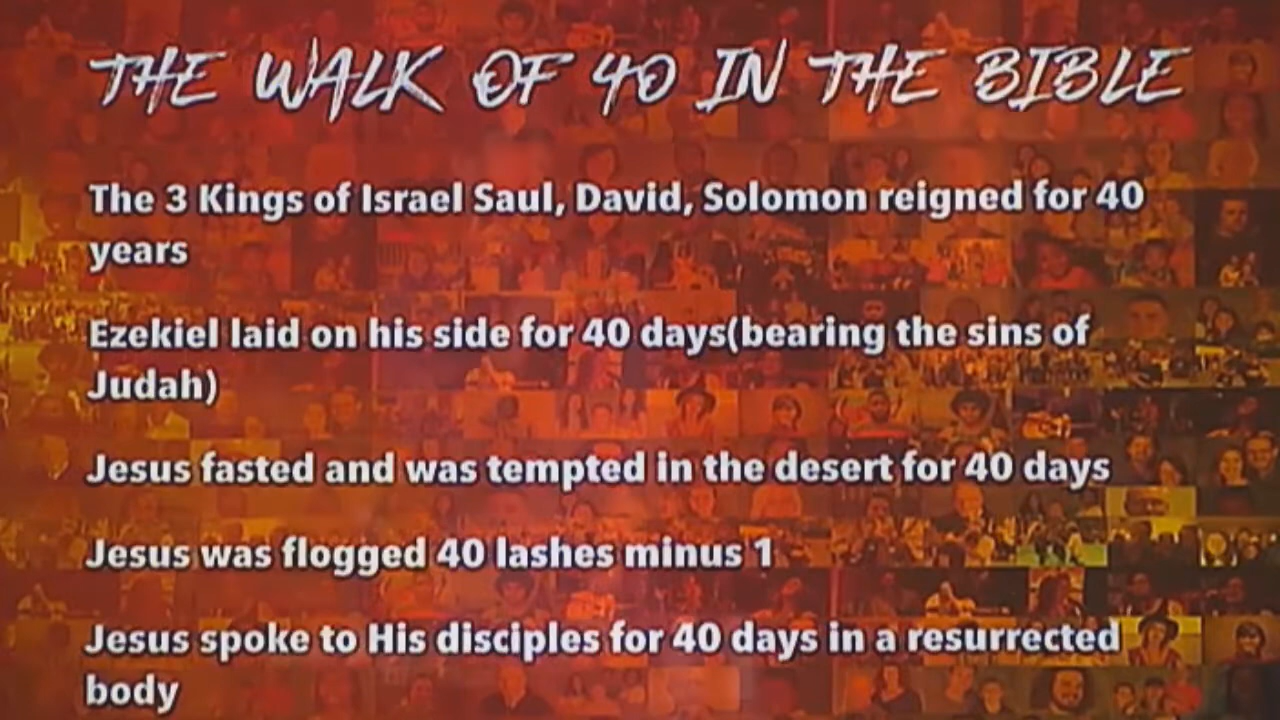 THE WALK OF 40 IN THE BIBLE
The 3 Kings of Israel Saul, David, Solomon reigned for 40
years
Ezekiel laid on his side for 40 days(bearing the sins of
Judah)
Jesus fasted and was tempted in the desert for 40 days
Jesus was flogged 40 lashes minus 1
Jesus spoke to His disciples for 40 days in a resurrected
body